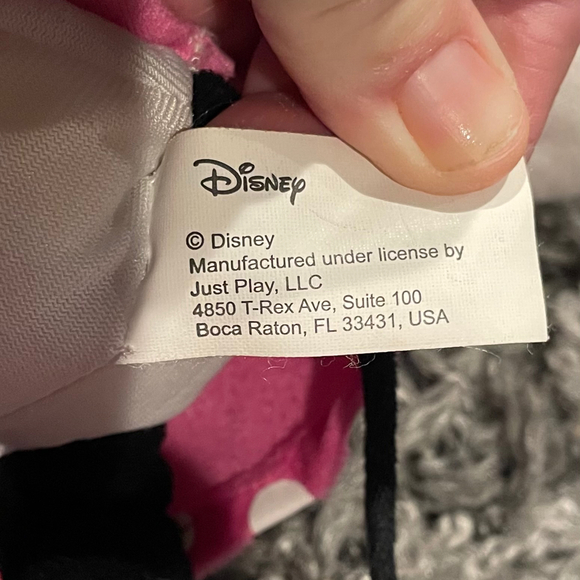 Disney
© Disney
Manufactured under license by
Just Play, LLC
4850 T-Rex Ave, Suite 100
Boca Raton, FL 33431, USA